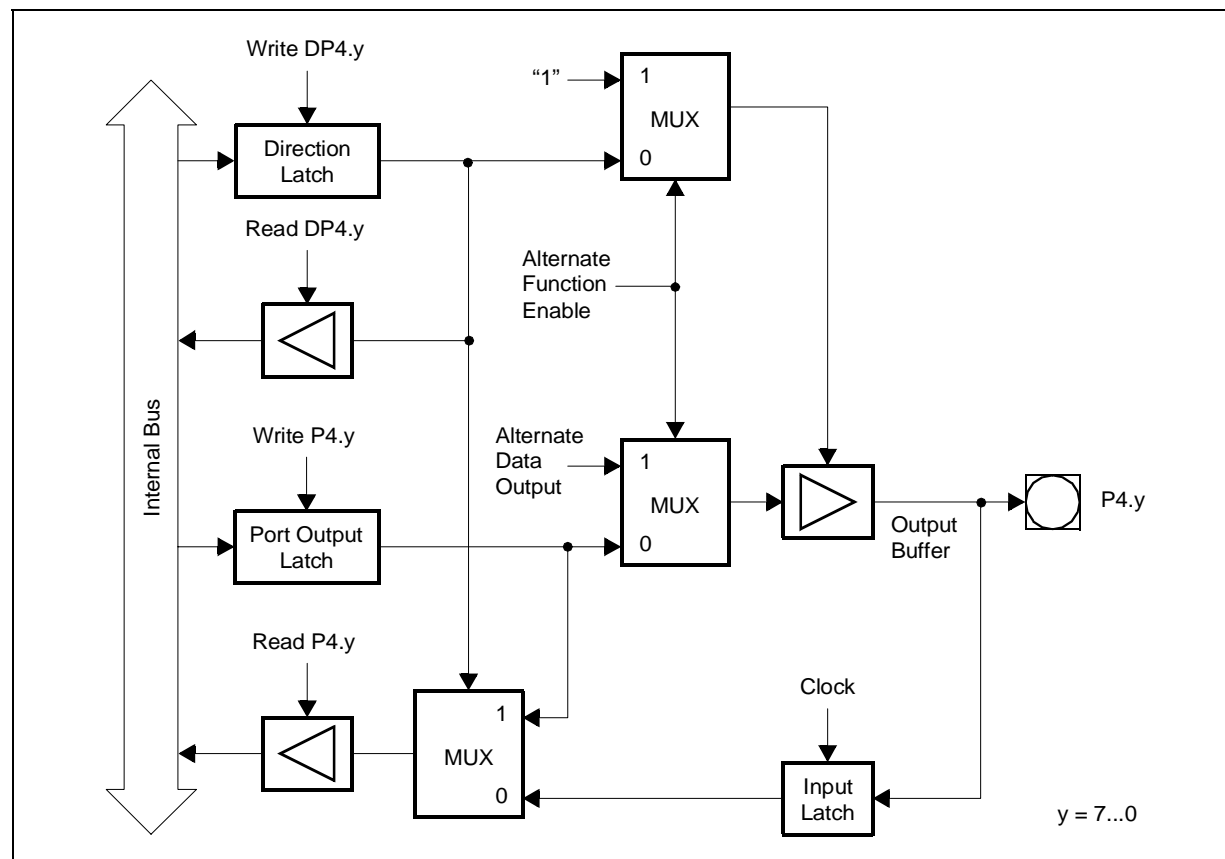 Write DP4.y
“1”
1
MUX
0
Direction
Latch
Read DP4.y
Alternate
Function
Enable
Internal Bus
Write P4.y
Alternate
Data
Output
1
MUX
0
Port Output
Latch
Output
Buffer
P4.y
Read P4.y
1
MUX
0
Clock
Input
Latch
y = 7...0